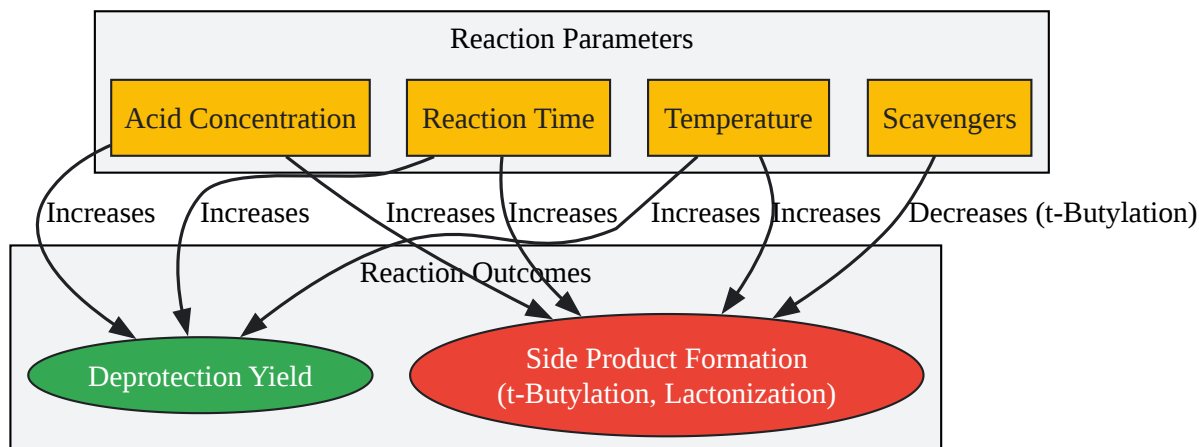 Reaction Parameters
Acid Concentration
Reaction Time
Temperature
Scavengers
Increases
Increases
Increases
Increases
Increases
Increases
Decreases (t-Butylation)
Reaction Outcomes
Deprotection Yield
Side Product Formation
(t-Butylation, Lactonization)